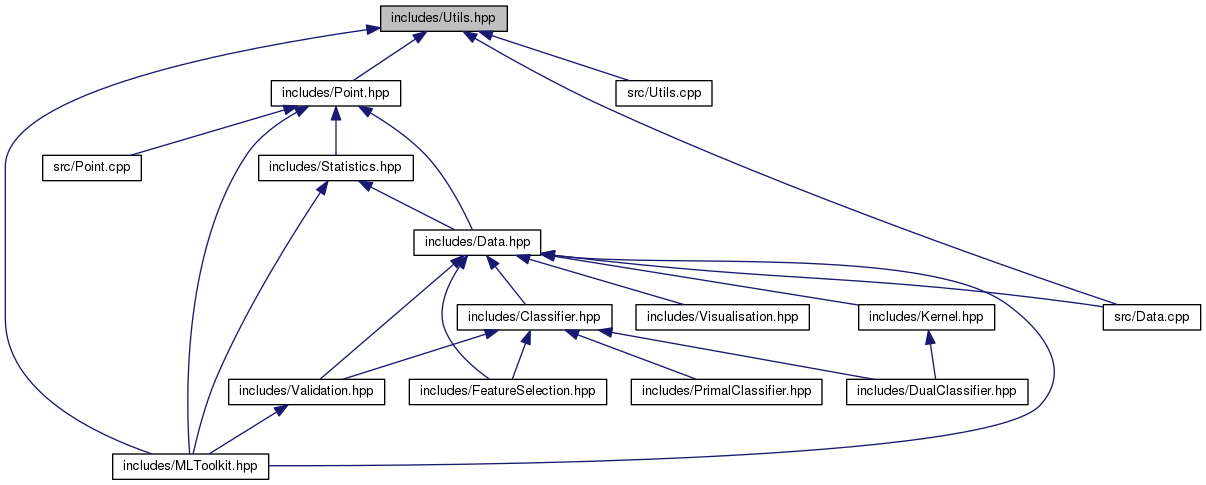 includes/Utils.hpp
includes/Point.hpp
src/Utils.cpp
src/Point.cpp
includes/Statistics.hpp
includes/Data.hpp
includes/Classifier.hpp
includes/Visualisation.hpp
includes/Kernel.hpp
src/Data.cpp
includes/Validation.hpp
includes/FeatureSelection.hpp
includes/PrimalClassifier.hpp
includes/DualClassifier.hpp
includes/MLToolkit.hpp